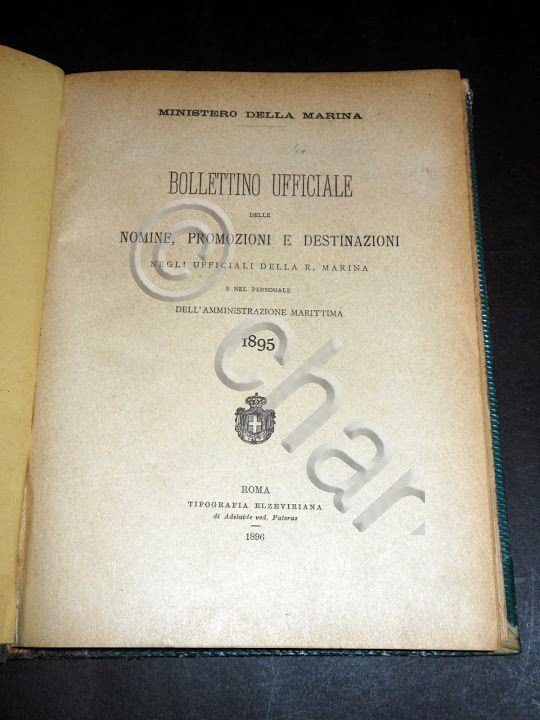 MINISTERO DELLA MARINA
BOLLETTINO UFFICIALE
DELLE
NOMINE, PROMOZIONI E DESTINAZIONI
NEGLI UFFICIALI DELLA R. MARINA
E NEL PERSONALE
DELL'AMMINISTRAZIONE MARITTIMA
1895
ROMA
TIPOGRAFIA ELZEVIRIANA
di Adelaide ved. Pateras
1896
© char